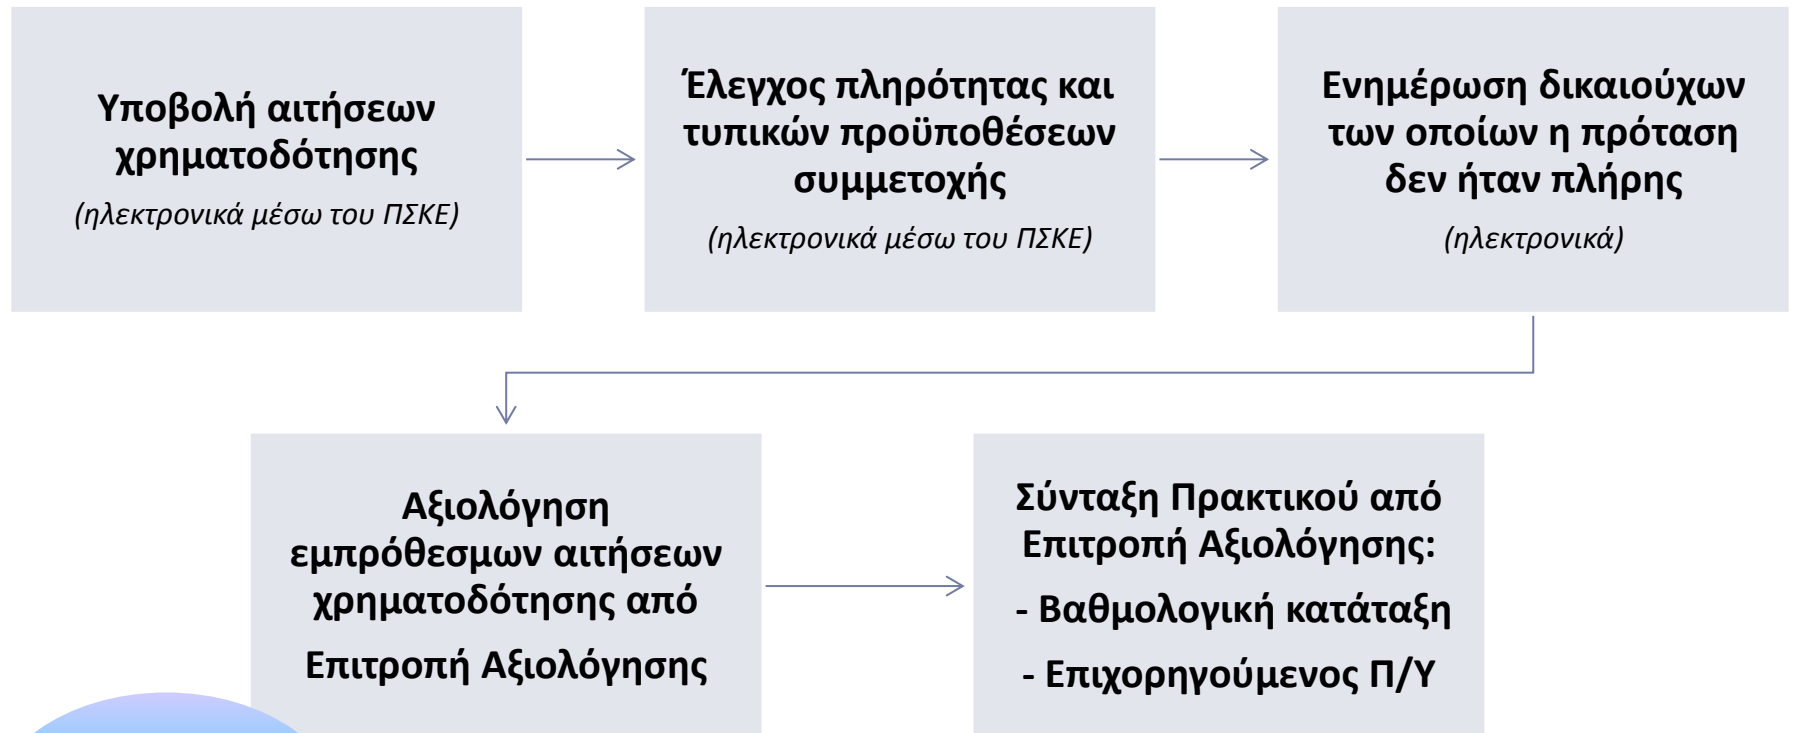 Υποβολή αιτήσεων
χρηματοδότησης
(ηλεκτρονικά μέσω του ΠΣΚΕ)
Έλεγχος πληρότητας και
τυπικών προϋποθέσεων
συμμετοχής
(ηλεκτρονικά μέσω του ΠΣΚΕ)
Ενημέρωση δικαιούχων
των οποίων η πρόταση
δεν ήταν πλήρης
(ηλεκτρονικά)
Αξιολόγηση
εμπρόθεσμων αιτήσεων
χρηματοδότησης από
Επιτροπή Αξιολόγησης
Σύνταξη Πρακτικού από
Επιτροπή Αξιολόγησης:
- Βαθμολογική κατάταξη
- Επιχορηγούμενος Π/Υ